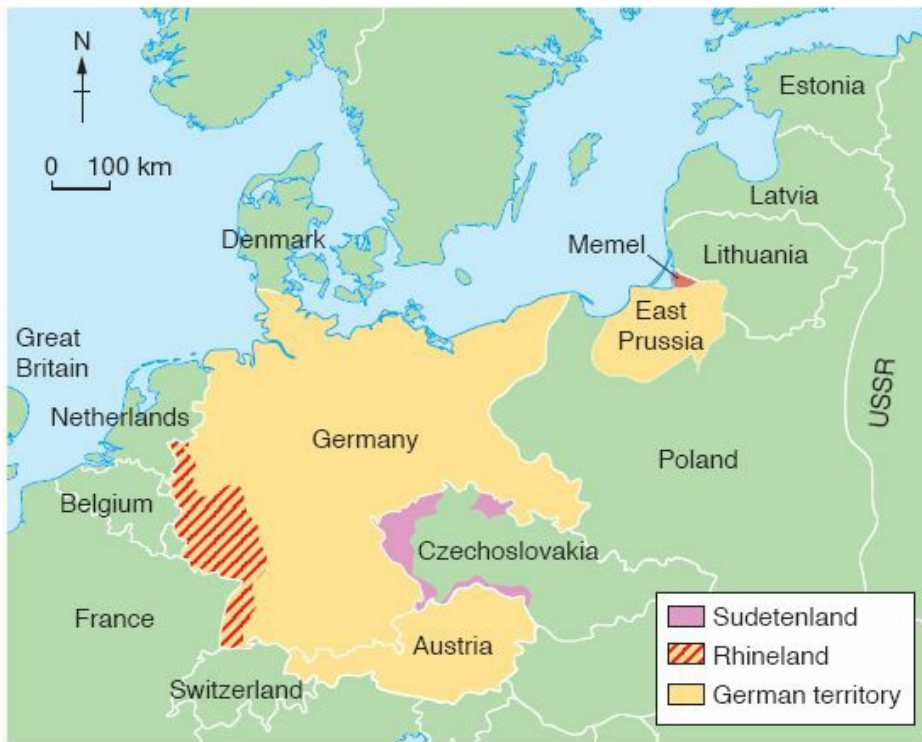 N
0 100 km
Estonia
Latvia
Denmark
Memel
Lithuania
East
Prussia
Great
Britain
USSR
Netherlands
Germany
Poland
Belgium
Czechoslovakia
France
Austria
Switzerland
Sudetenland
Rhineland
German territory